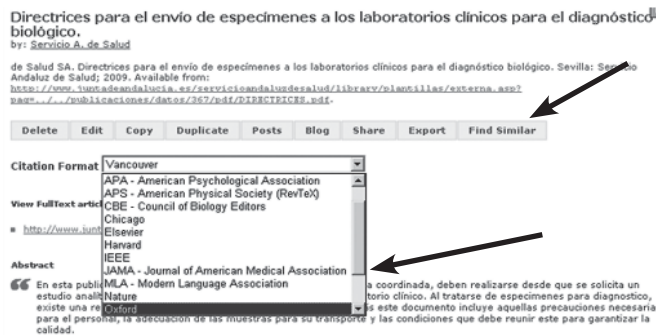 Directrices para el envío de especímenes a los laboratorios clínicos para el diagnóstico
biológico.
by: Servicio A. de Salud
de Salud SA. Directrices para el envío de especímenes a los laboratorios clínicos para el diagnóstico biológico. Sevilla: Servicio
Andaluz de Salud; 2009. Available from:
http://www.juntadeandalucia.es/servicioandaluzdesalud/library/plantillas/externa.asp?
pag=../../publicaciones/datos/367/pdf/DIRECTRICES.pdf.
Delete Edit Copy Duplicate Posts Blog Share Export Find Similar
Citation Format Vancouver
APA - American Psychological Association
APS - American Physical Society (RevTeX)
View FullText artic
CBE - Council of Biology Editors
Chicago
http://www.junt
Elsevier
Harvard
IEEE
Abstract
JAMA - Journal of American Medical Association
En esta public
MLA - Modern Language Association
a coordinada, deben realizarse desde que se solicita un
estudio analít
Nature
torio clínico. Al tratarse de especimenes para diagnostico,
existe una re
Oxford
s este documento incluye aquellas precauciones necesaria
para el personal, la adecuación de las muestras para su transporte y las condiciones que debe reunir este para garantizar la
calidad.